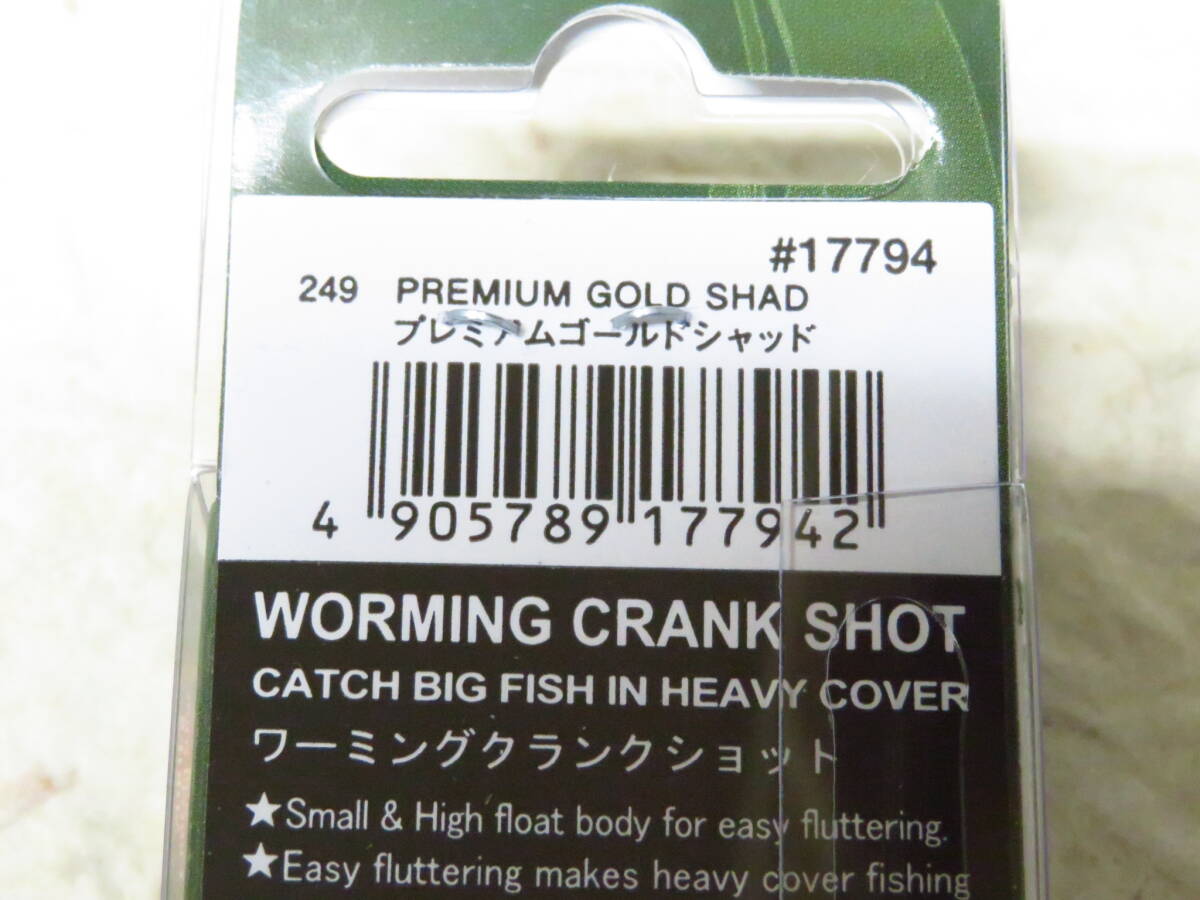 #17794
249 PREMIUM GOLD SHAD
プレミアムゴールドシャッド
4 905789 177942
WORMING CRANK SHOT
CATCH BIG FISH IN HEAVY COVER
ワーミングクランクショット
★Small & High float body for easy fluttering.
★Easy fluttering makes heavy cover fishing